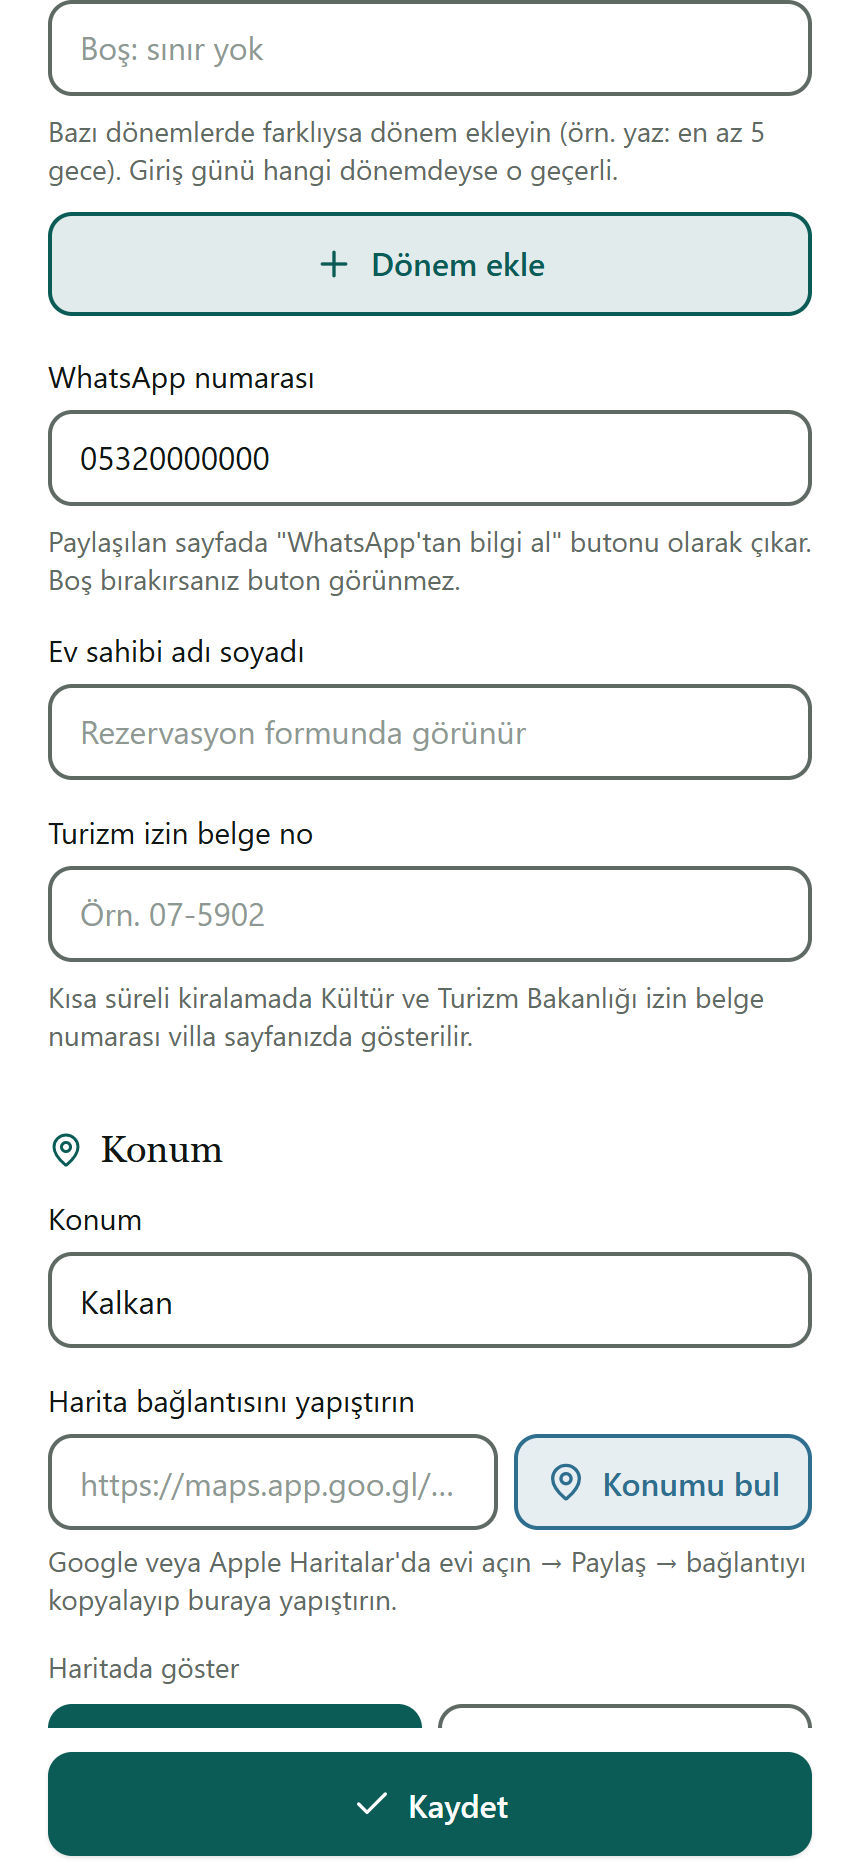 Boş: sınır yok
Bazı dönemlerde farklıysa dönem ekleyin (örn. yaz: en az 5
gece). Giriş günü hangi dönemdeyse o geçerli.
+ Dönem ekle
WhatsApp numarası
05320000000
Paylaşılan sayfada "WhatsApp'tan bilgi al" butonu olarak çıkar.
Boş bırakırsanız buton görünmez.
Ev sahibi adı soyadı
Rezervasyon formunda görünür
Turizm izin belge no
Örn. 07-5902
Kısa süreli kiralamada Kültür ve Turizm Bakanlığı izin belge
numarası villa sayfanızda gösterilir.
Konum
Konum
Kalkan
Harita bağlantısını yapıştırın
https://maps.app.goo.gl/...
Konumu bul
Google veya Apple Haritalar'da evi açın → Paylaş → bağlantıyı
kopyalayıp buraya yapıştırın.
Haritada göster
Kaydet